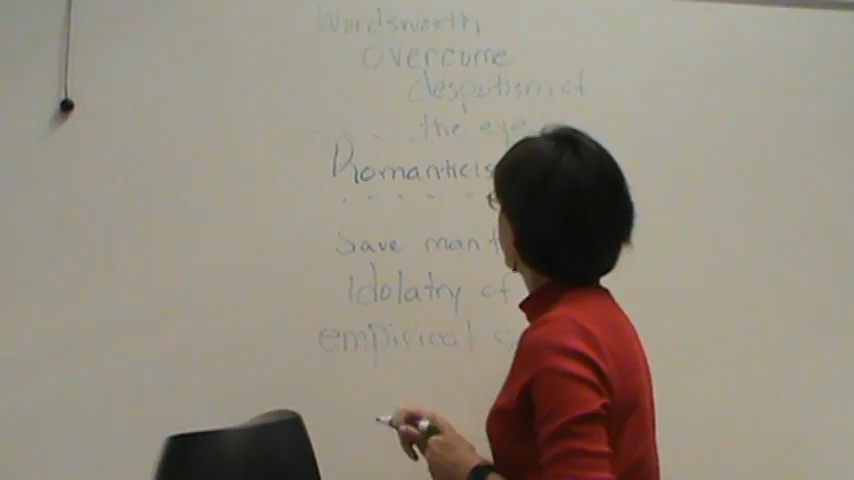 Wordsworth
overcome
despotism of
the eye
Romanticis
Save man
idolatry of
empirical